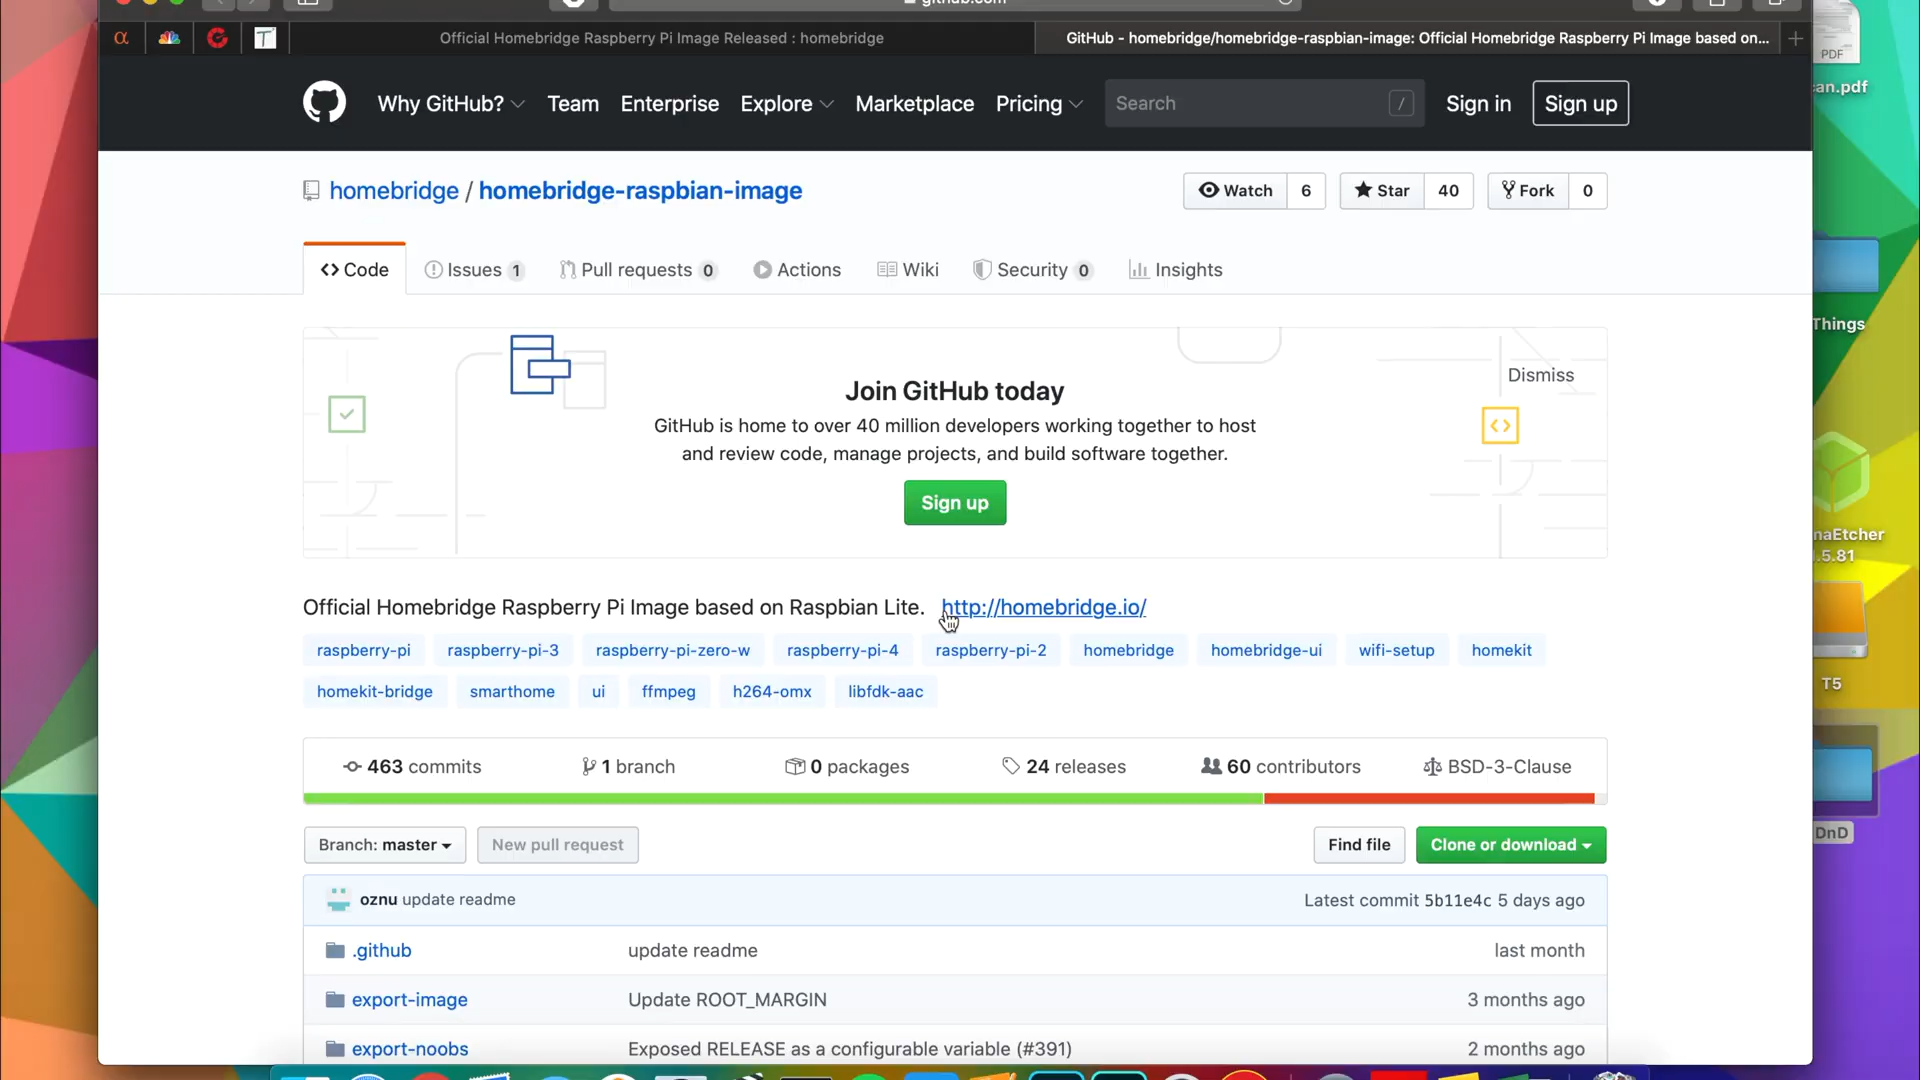 github.com
Official Homebridge Raspberry Pi Image Released : homebridge
GitHub - homebridge/homebridge-raspbian-image: Official Homebridge Raspberry Pi Image based on...
PDF
an.pdf
Why GitHub? Team Enterprise Explore Marketplace Pricing Search / Sign in Sign up
homebridge / homebridge-raspbian-image
Watch 6 Star 40 Fork 0
Code Issues 1 Pull requests 0 Actions Wiki Security 0 Insights
Things
Join GitHub today
Dismiss
GitHub is home to over 40 million developers working together to host
and review code, manage projects, and build software together.
Sign up
naEtcher
.5.81
Official Homebridge Raspberry Pi Image based on Raspbian Lite. http://homebridge.io/
raspberry-pi raspberry-pi-3 raspberry-pi-zero-w raspberry-pi-4 raspberry-pi-2 homebridge homebridge-ui wifi-setup homekit
homekit-bridge smarthome ui ffmpeg h264-omx libfdk-aac
T5
463 commits 1 branch 0 packages 24 releases 60 contributors BSD-3-Clause
Branch: master New pull request Find file Clone or download
DnD
oznu update readme Latest commit 5b11e4c 5 days ago
.github update readme last month
export-image Update ROOT_MARGIN 3 months ago
export-noobs Exposed RELEASE as a configurable variable (#391) 2 months ago